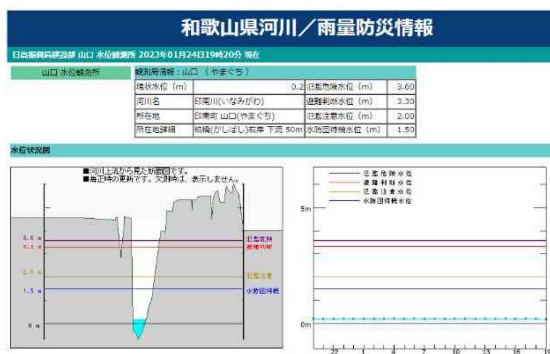 和歌山県河川／雨量防災情報
日高振興局建設部 山口 水位観測所 2023年01月24日19時20分 現在
山口 水位観測所
観測局情報：山口 （ やまぐち ）
現状水位（m） 0.2 氾濫危険水位（m） 3.60
河川名 印南川(いなみがわ) 避難判断水位（m） 3.30
所在地 印南町 山口(やまぐち) 氾濫注意水位（m） 2.00
所在地詳細 柏橋(かしばし)右岸 下流 50m 水防団待機水位（m） 1.50
水位状況図
■河川上流から見た断面図です。
■毎正時の更新です。欠測時は、表示しません。
氾濫危険
避難判断
2.0 m 氾濫注意
1.5 m 水防団待機
0 m
氾濫危険水位
避難判断水位
氾濫注意水位
水防団待機水位
5m
0m
22 1 4 7 10 13 16 19